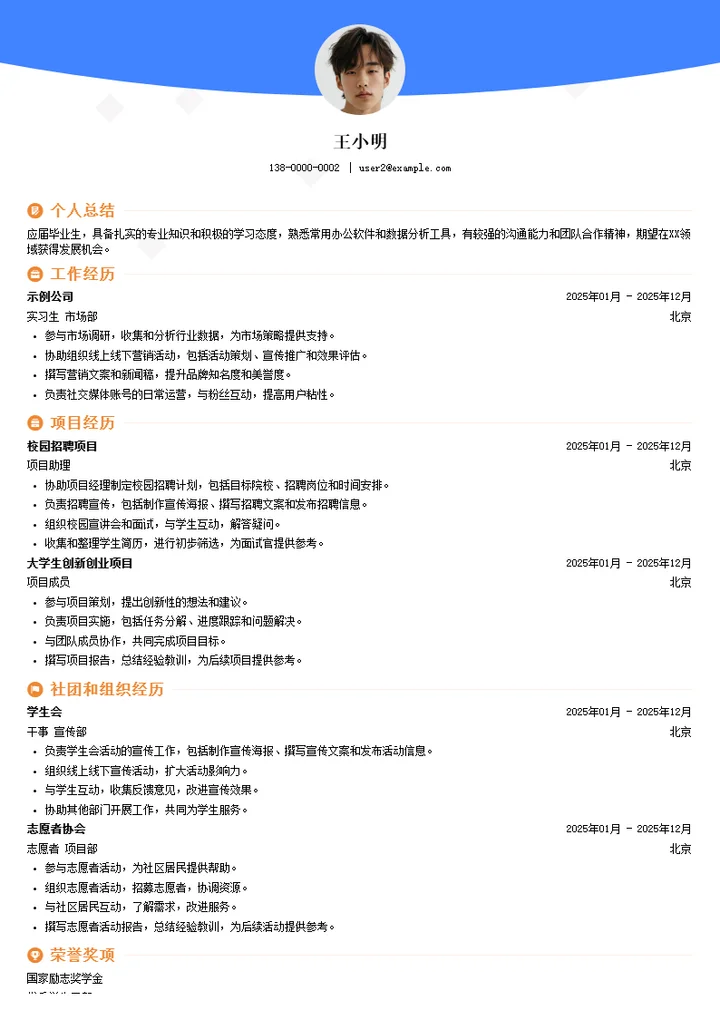 王小明
138-0000-0002 | user2@example.com
个人总结
应届毕业生，具备扎实的专业知识和积极的学习态度，熟悉常用办公软件和数据分析工具，有较强的沟通能力和团队合作精神，期望在XX领
域获得发展机会。
工作经历
示例公司 2025年01月 - 2025年12月
实习生 市场部 北京
• 参与市场调研，收集和分析行业数据，为市场策略提供支持。
• 协助组织线上线下营销活动，包括活动策划、宣传推广和效果评估。
• 撰写营销文案和新闻稿，提升品牌知名度和美誉度。
• 负责社交媒体账号的日常运营，与粉丝互动，提高用户粘性。
项目经历
校园招聘项目 2025年01月 - 2025年12月
项目助理 北京
• 协助项目经理制定校园招聘计划，包括目标院校、招聘岗位和时间安排。
• 负责招聘宣传，包括制作宣传海报、撰写招聘文案和发布招聘信息。
• 组织校园宣讲会和面试，与学生互动，解答疑问。
• 收集和整理学生简历，进行初步筛选，为面试官提供参考。
大学生创新创业项目 2025年01月 - 2025年12月
项目成员 北京
• 参与项目策划，提出创新性的想法和建议。
• 负责项目实施，包括任务分解、进度跟踪和问题解决。
• 与团队成员协作，共同完成项目目标。
• 撰写项目报告，总结经验教训，为后续项目提供参考。
社团和组织经历
学生会 2025年01月 - 2025年12月
干事 宣传部 北京
• 负责学生会活动的宣传工作，包括制作宣传海报、撰写宣传文案和发布活动信息。
• 组织线上线下宣传活动，扩大活动影响力。
• 与学生互动，收集反馈意见，改进宣传效果。
• 协助其他部门开展工作，共同为学生服务。
志愿者协会 2025年01月 - 2025年12月
志愿者 项目部 北京
• 参与志愿者活动，为社区居民提供帮助。
• 组织志愿者活动，招募志愿者，协调资源。
• 与社区居民互动，了解需求，改进服务。
• 撰写志愿者活动报告，总结经验教训，为后续活动提供参考。
荣誉奖项
国家励志奖学金